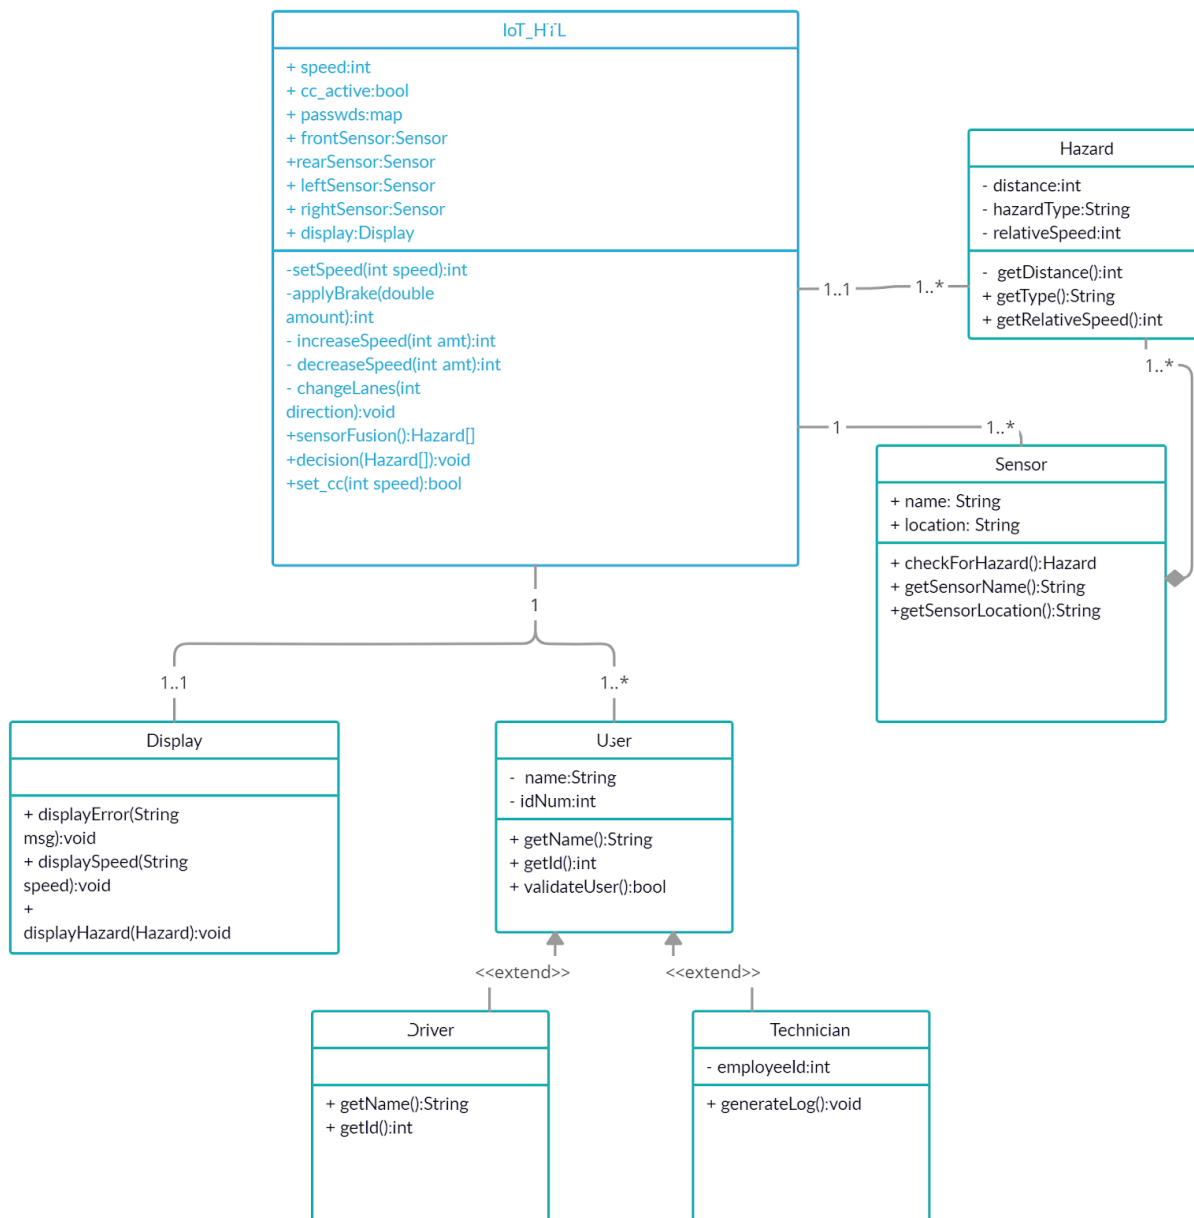 IoT_HTL
+ speed:int
+ cc_active:bool
+ passwds:map
+ frontSensor:Sensor
+rearSensor:Sensor
+ leftSensor:Sensor
+ rightSensor:Sensor
+ display:Display
-setSpeed(int speed):int
-applyBrake(double
amount):int
- increaseSpeed(int amt):int
- decreaseSpeed(int amt):int
- changeLanes(int
direction):void
+sensorFusion():Hazard[]
+decision(Hazard[]):void
+set_cc(int speed):bool
Hazard
- distance:int
- hazardType:String
- relativeSpeed:int
- getDistance():int
+ getType():String
+ getRelativeSpeed():int
1..1
1..*
1..*
1
1..*
Sensor
+ name: String
+ location: String
+ checkForHazard():Hazard
+ getSensorName():String
+getSensorLocation():String
1
1..1
1..*
Display
+ displayError(String
msg):void
+ displaySpeed(String
speed):void
+
displayHazard(Hazard):void
User
- name:String
- idNum:int
+ getName():String
+ getId():int
+ validateUser():bool
<<extend>>
<<extend>>
Driver
+ getName():String
+ getId():int
Technician
- employeeId:int
+ generateLog():void